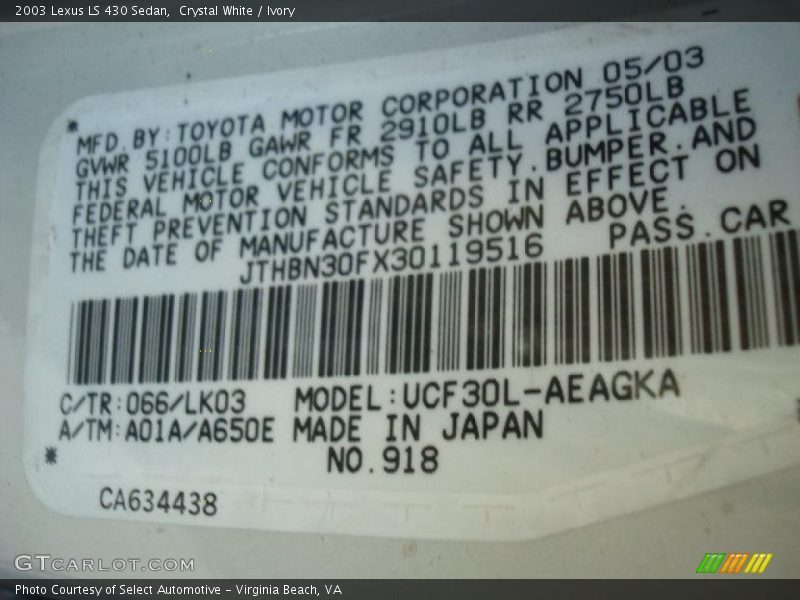 2003 Lexus LS 430 Sedan,  Crystal White / Ivory
MFD.BY:TOYOTA MOTOR CORPORATION 05/03
GVWR 5100LB GAWR FR 2910LB RR 2750LB
THIS VEHICLE CONFORMS TO ALL APPLICABLE
FEDERAL MOTOR VEHICLE SAFETY,BUMPER,AND
THEFT PREVENTION STANDARDS IN EFFECT ON
THE DATE OF MANUFACTURE SHOWN ABOVE.
JTHBN30FX30119516 PASS.CAR
C/TR:066/LK03 MODEL:UCF30L-AEAGKA
A/TM:A01A/A650E MADE IN JAPAN
NO.918
CA634438
GTCARLOT.COM
Photo Courtesy of Select Automotive - Virginia Beach, VA